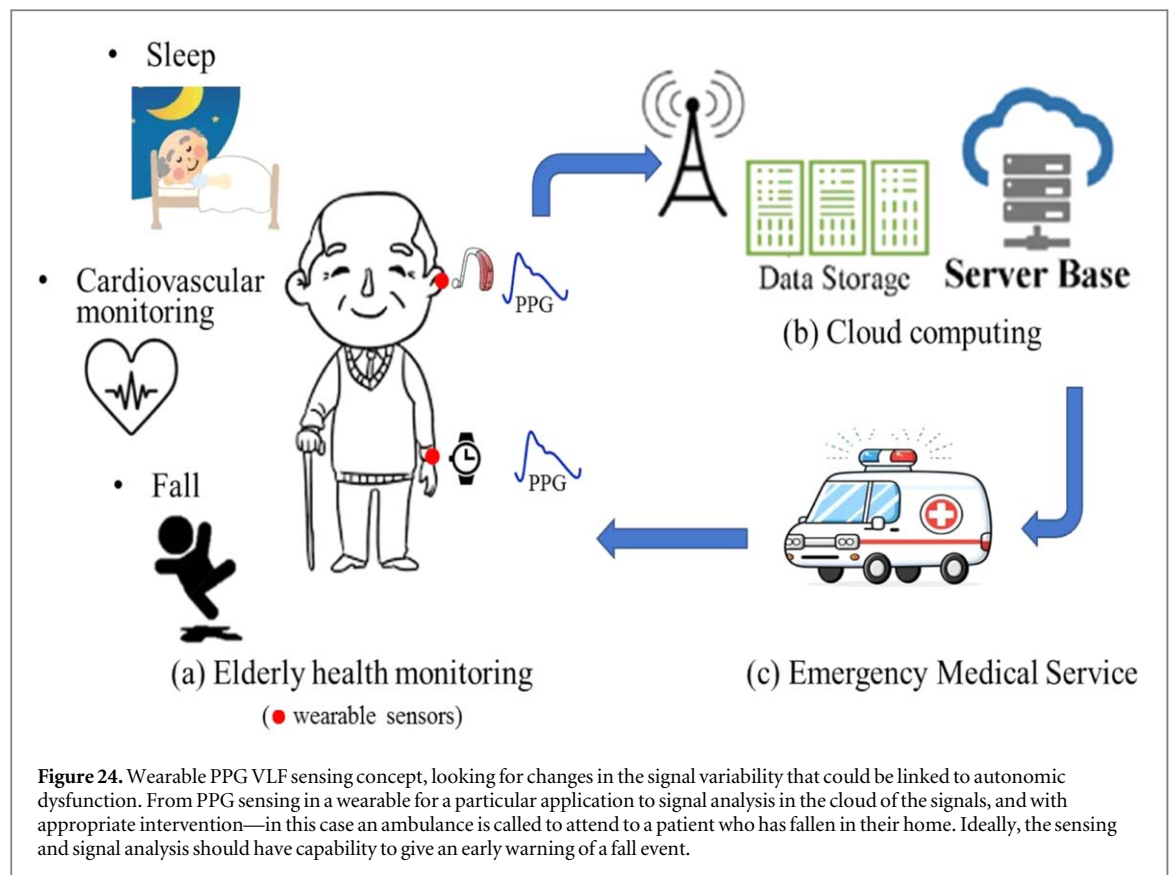 • Sleep
• Cardiovascular
monitoring
• Fall
PPG
PPG
(a) Elderly health monitoring
( wearable sensors)
Data Storage
Server Base
(b) Cloud computing
(c) Emergency Medical Service
Figure 24. Wearable PPG VLF sensing concept, looking for changes in the signal variability that could be linked to autonomic
dysfunction. From PPG sensing in a wearable for a particular application to signal analysis in the cloud of the signals, and with
appropriate intervention—in this case an ambulance is called to attend to a patient who has fallen in their home. Ideally, the sensing
and signal analysis should have capability to give an early warning of a fall event.